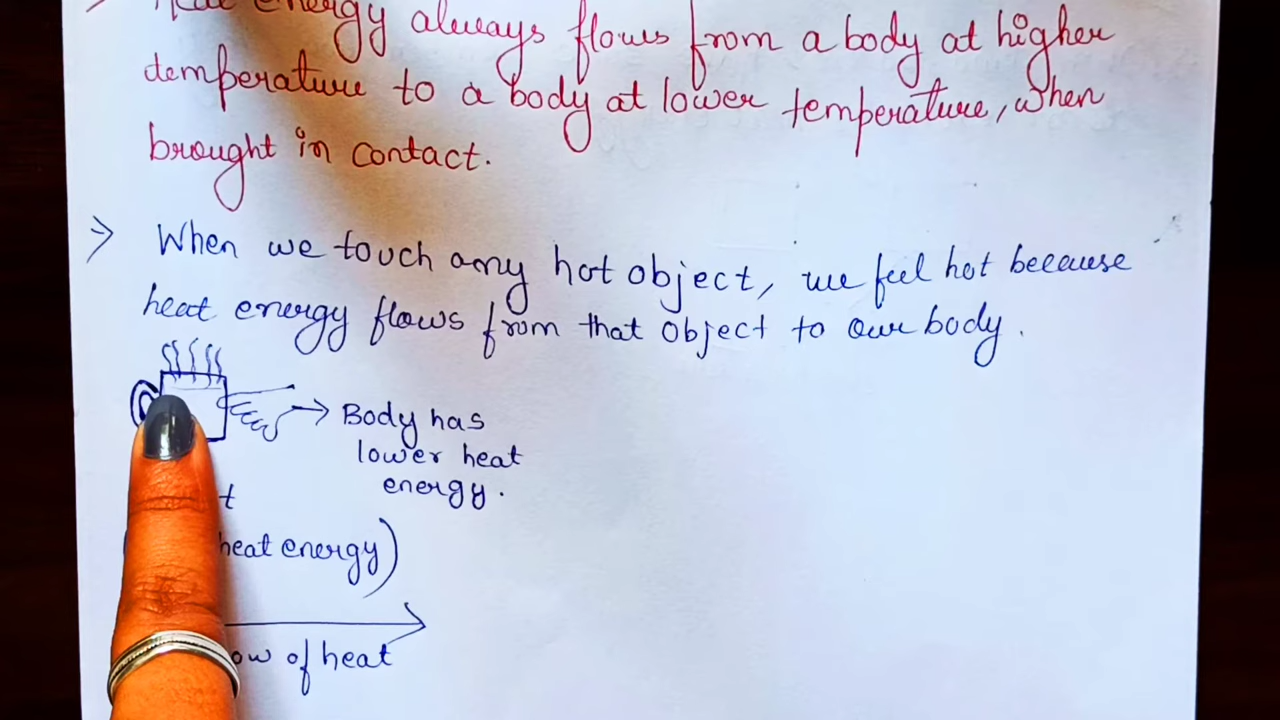 energy always flows from a body at higher
temperature to a body at lower temperature, when
brought in contact.
> When we touch any hot object, we feel hot because
heat energy flows from that object to our body.
→ Body has
lower heat
energy.
heat energy)
of heat